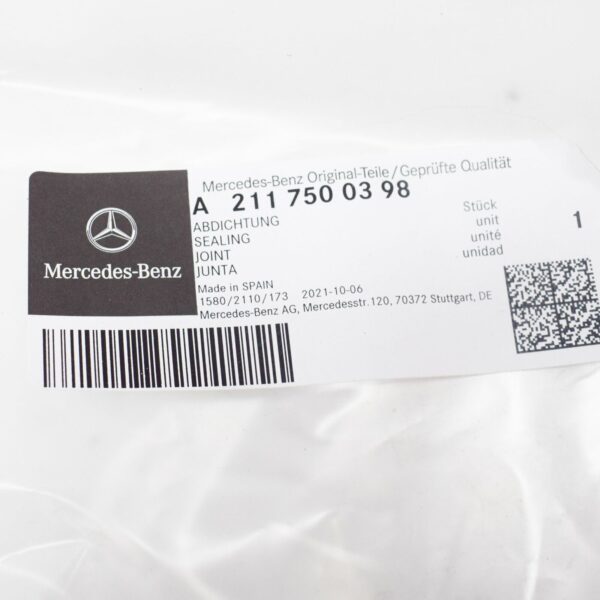 Mercedes-Benz Original-Teile/Geprüfte Qualität
A 211 750 03 98
ABDICHTUNG
SEALING
JOINT
JUNTA
Stück
unit
unité
unidad
1
Made in SPAIN
1580/2110/173 2021-10-06
Mercedes-Benz AG, Mercedesstr.120, 70372 Stuttgart, DE
Mercedes-Benz